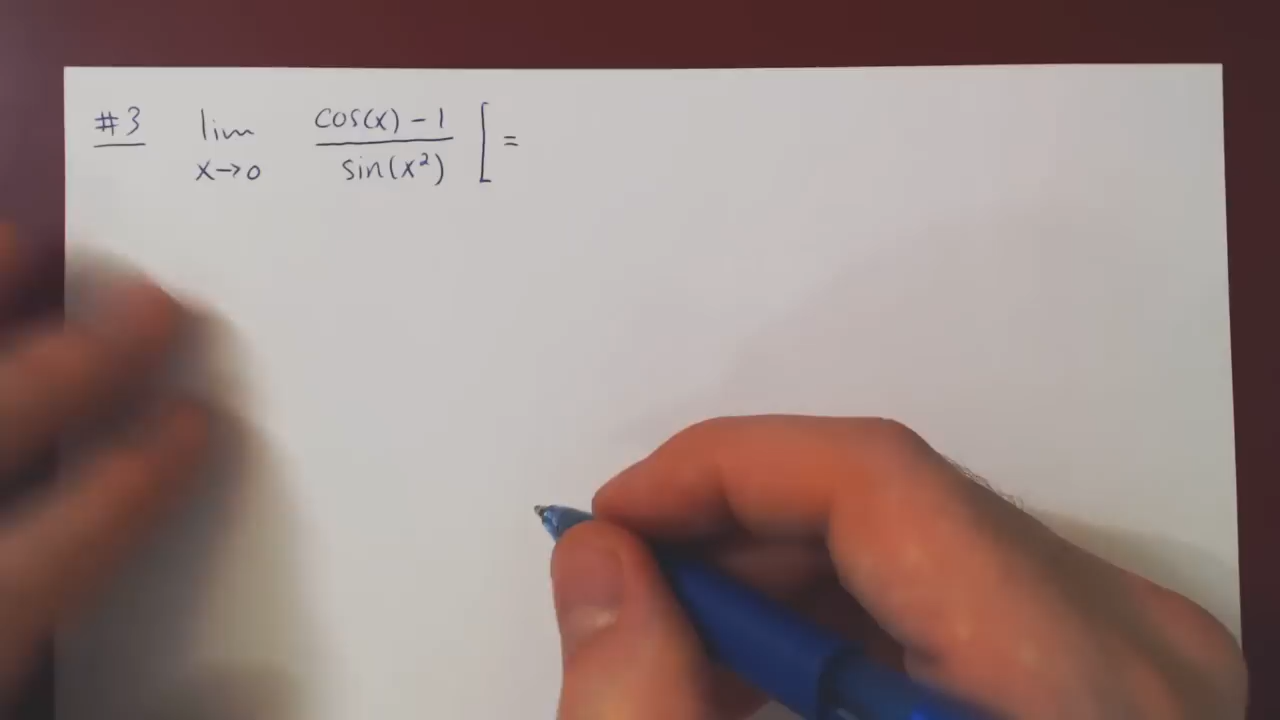 #3 lim x→0 cos(x) - 1 / sin(x²) [ =